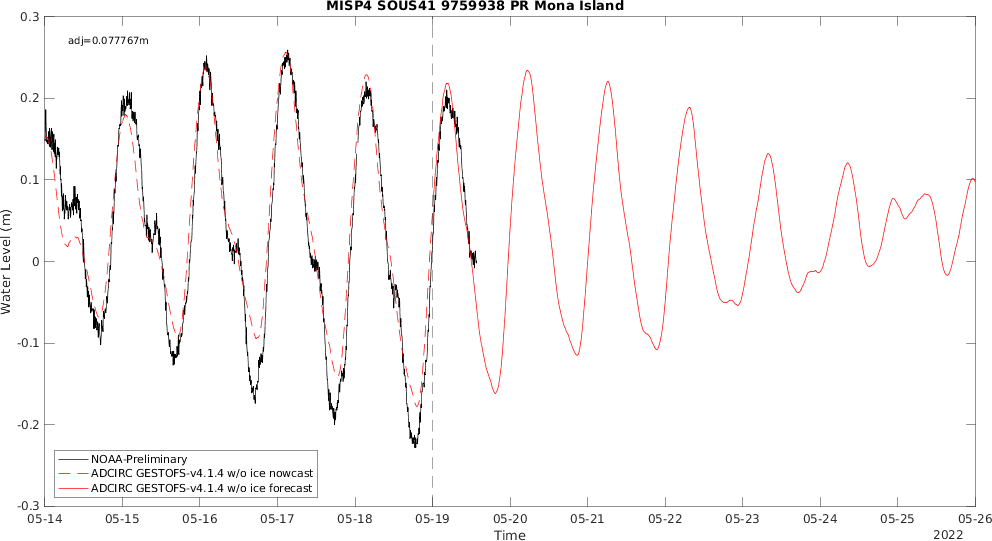 MISP4 SOUS41 9759938 PR Mona Island
adj=0.077767m
0.3
0.2
0.1
0
-0.1
-0.2
-0.3
Water Level (m)
NOAA-Preliminary
ADCIRC GESTOFS-v4.1.4 w/o ice nowcast
ADCIRC GESTOFS-v4.1.4 w/o ice forecast
05-14 05-15 05-16 05-17 05-18 05-19 05-20 05-21 05-22 05-23 05-24 05-25 05-26
Time
2022